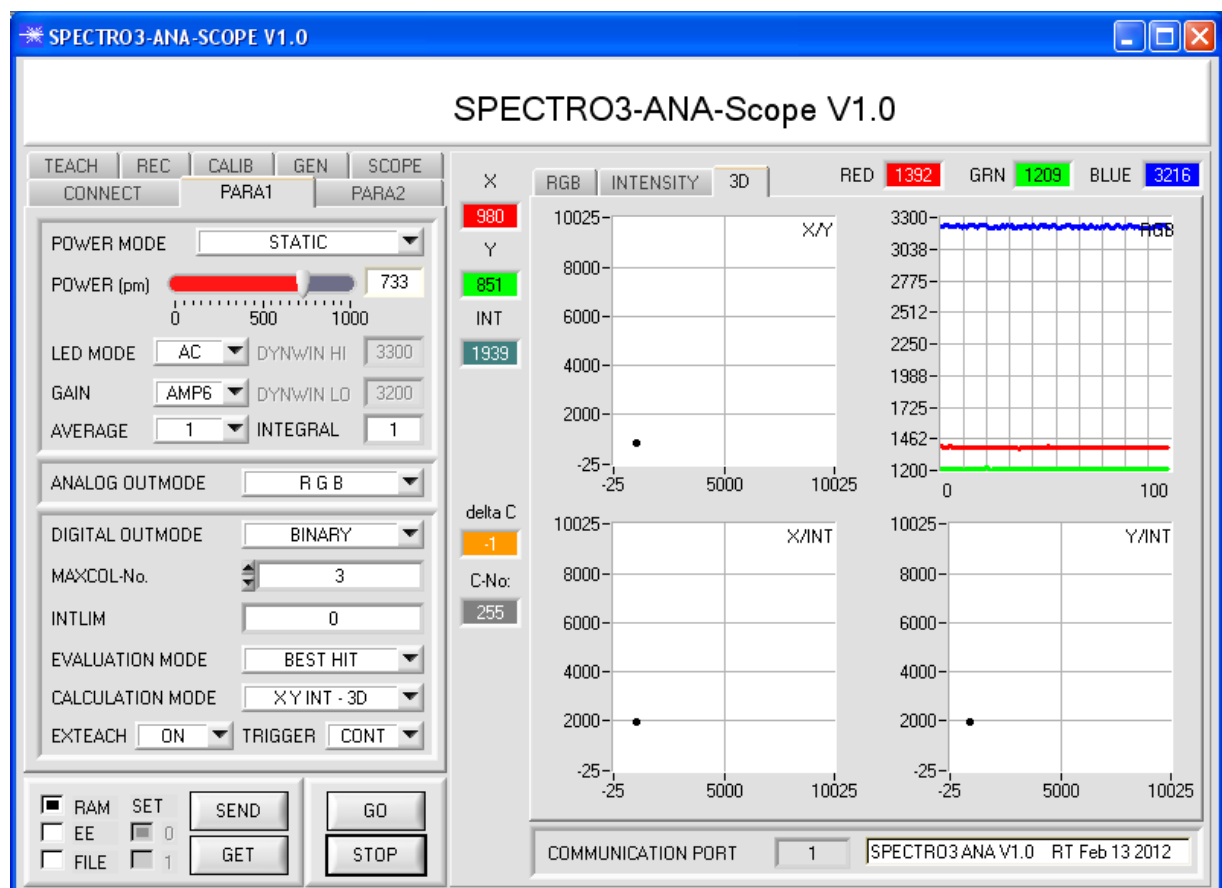 SPECTRO3-ANA-SCOPE V1.0
SPECTRO3-ANA-Scope V1.0
TEACH REC CALIB GEN SCOPE
CONNECT PARA1 PARA2
POWER MODE STATIC
POWER (pm) 733
0 500 1000
LED MODE AC DYNWIN HI 3300
GAIN AMP6 DYNWIN LO 3200
AVERAGE 1 INTEGRAL 1
ANALOG OUTMODE R G B
DIGITAL OUTMODE BINARY
MAXCOL-No. 3
INTLIM 0
EVALUATION MODE BEST HIT
CALCULATION MODE X Y INT - 3D
EXTEACH ON TRIGGER CONT
RAM SET SEND GO
EE 0
FILE 1 GET STOP
X
980
Y
851
INT
1939
delta C
-1
C-No:
255
RGB INTENSITY 3D RED 1392 GRN 1209 BLUE 3216
X/Y
10025
8000
6000
4000
2000
-25
-25 5000 10025
RGB
3300
3038
2775
2512
2250
1988
1725
1462
1200
0 100
X/INT
10025
8000
6000
4000
2000
-25
-25 5000 10025
Y/INT
10025
8000
6000
4000
2000
-25
-25 5000 10025
COMMUNICATION PORT 1 SPECTRO3 ANA V1.0 RT Feb 13 2012